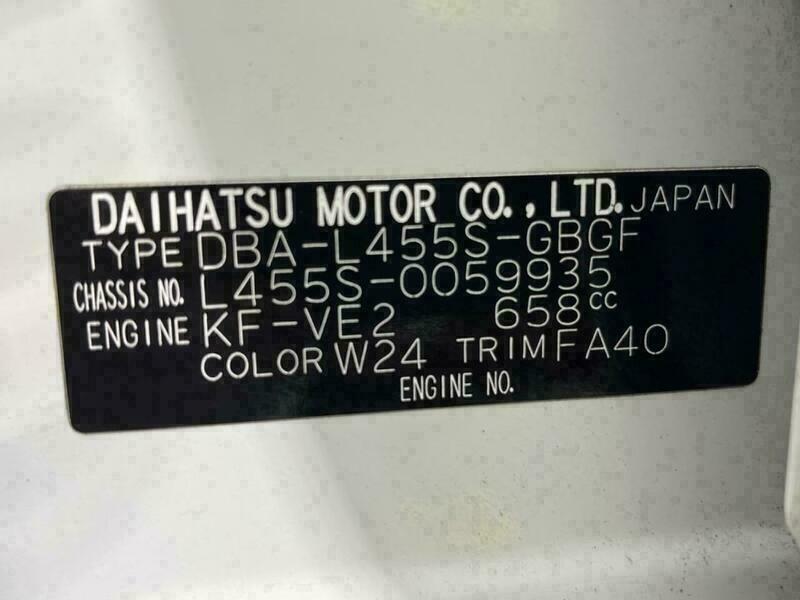 DAIHATSU MOTOR CO., LTD. JAPAN
TYPE DBA-L455S-GBGF
CHASSIS NO. L455S-0059935
ENGINE KF-VE2 658cc
COLOR W24 TRIM FA40
ENGINE NO.